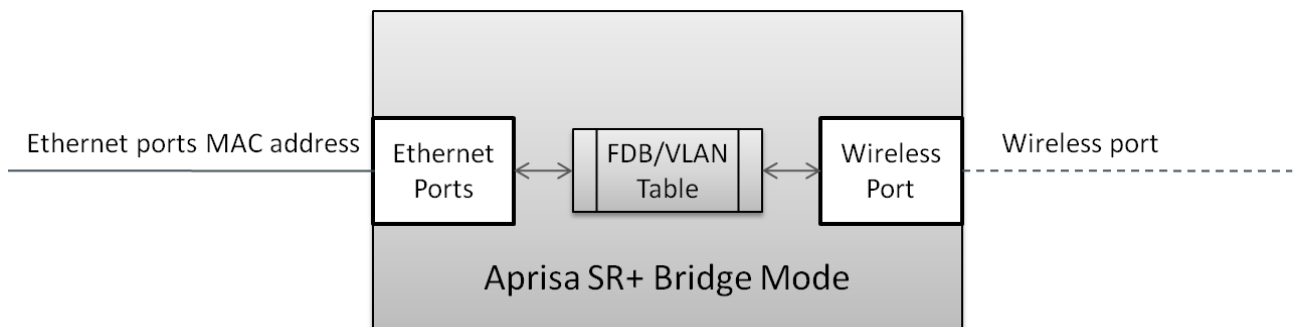 Ethernet ports MAC address
Ethernet
Ports
FDB/VLAN
Table
Wireless
Port
Wireless port
Aprisa SR+ Bridge Mode